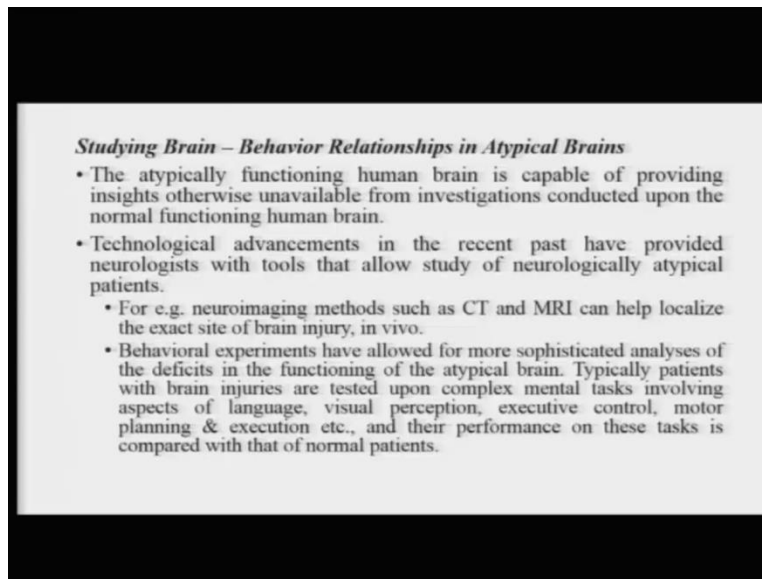 Studying Brain – Behavior Relationships in Atypical Brains
• The atypically functioning human brain is capable of providing
insights otherwise unavailable from investigations conducted upon the
normal functioning human brain.
• Technological advancements in the recent past have provided
neurologists with tools that allow study of neurologically atypical
patients.
• For e.g. neuroimaging methods such as CT and MRI can help localize
the exact site of brain injury, in vivo.
• Behavioral experiments have allowed for more sophisticated analyses of
the deficits in the functioning of the atypical brain. Typically patients
with brain injuries are tested upon complex mental tasks involving
aspects of language, visual perception, executive control, motor
planning & execution etc., and their performance on these tasks is
compared with that of normal patients.